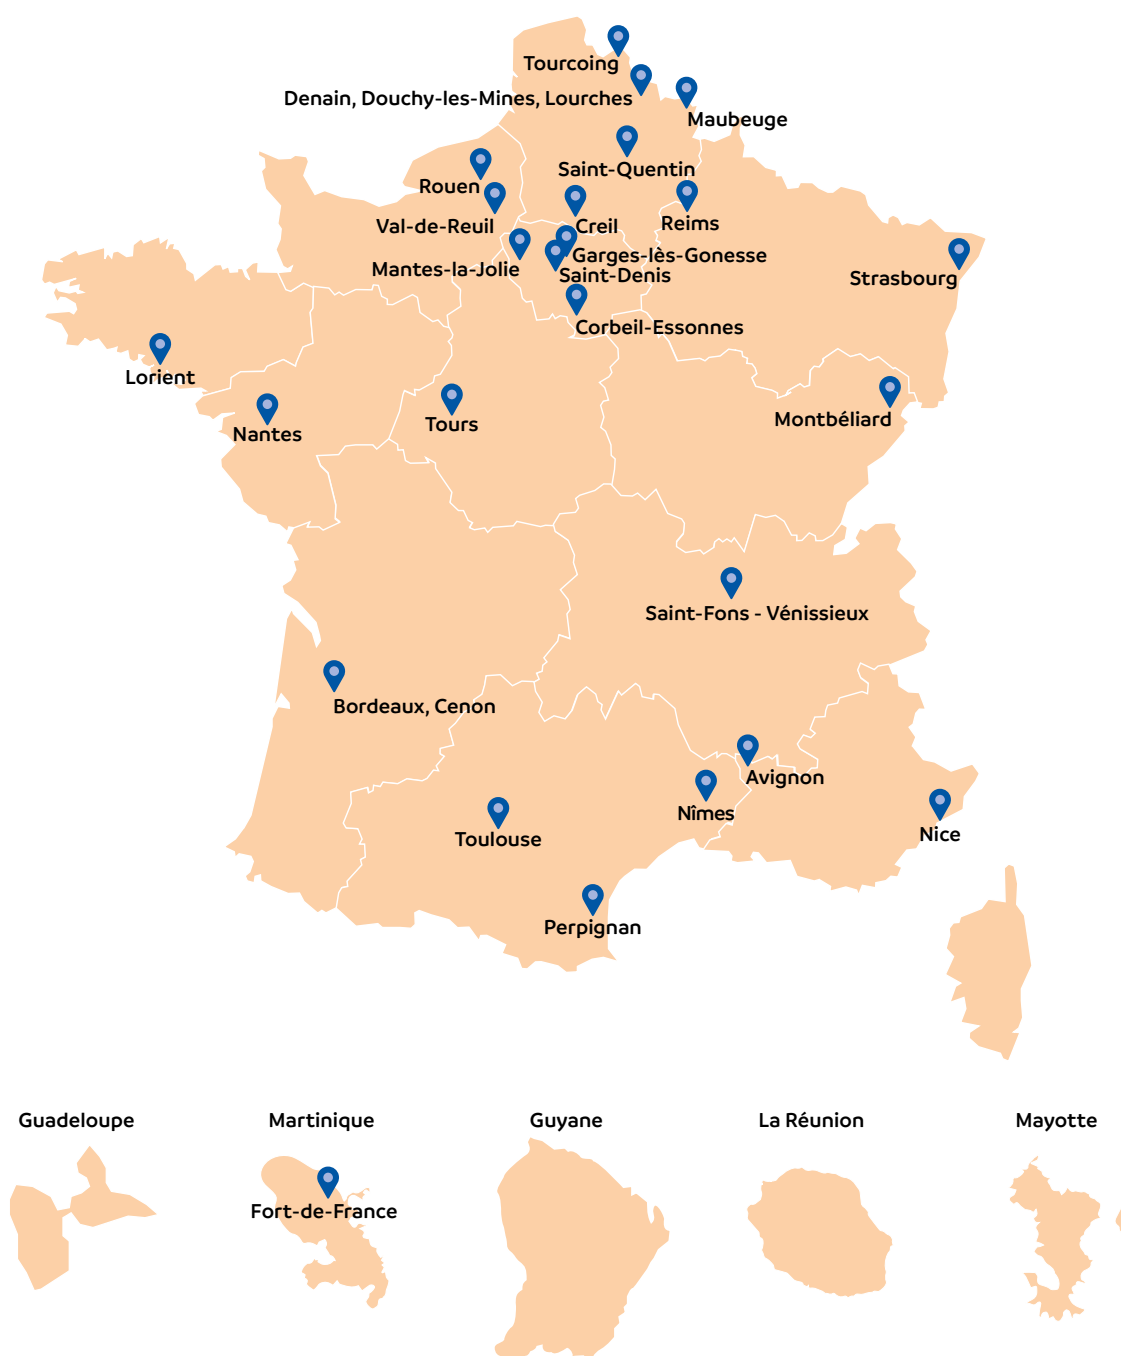 Tourcoing
Denain, Douchy-les-Mines, Lourches
Maubeuge
Saint-Quentin
Rouen
Val-de-Reuil
Creil
Reims
Garges-lès-Gonesse
Mantes-la-Jolie
Saint-Denis
Strasbourg
Corbeil-Essonnes
Lorient
Montbéliard
Tours
Nantes
Saint-Fons - Vénissieux
Bordeaux, Cenon
Avignon
Nîmes
Nice
Toulouse
Perpignan
Guadeloupe
Martinique
Guyane
La Réunion
Mayotte
Fort-de-France